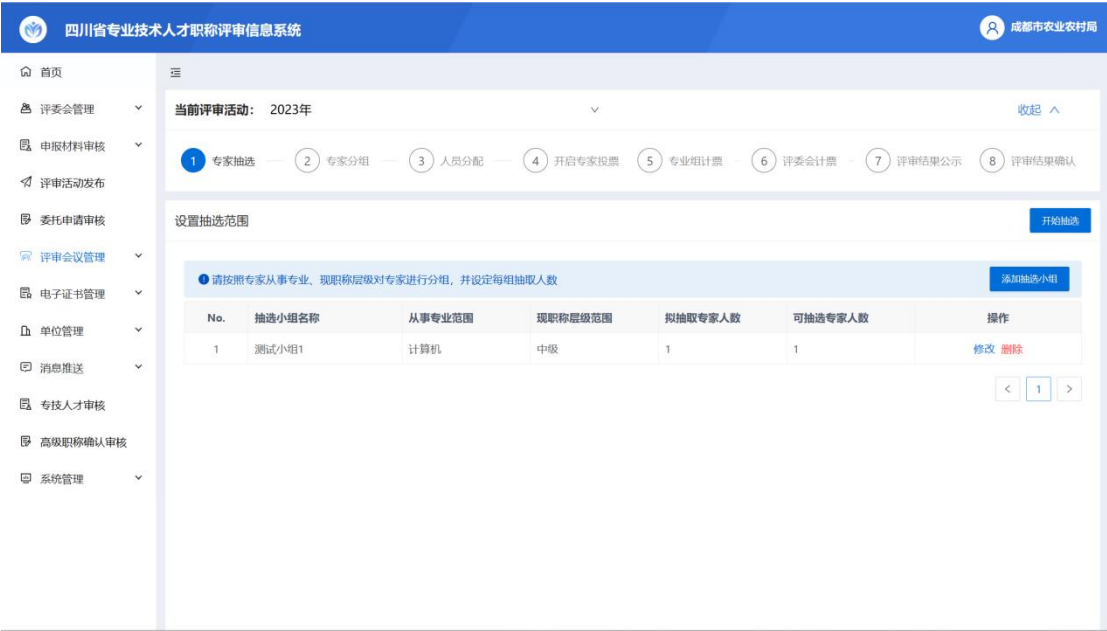 四川省专业技术人才职称评审信息系统
成都市农业农村局
首页
评委会管理
申报材料审核
评审活动发布
委托申请审核
评审会议管理
电子证书管理
单位管理
消息推送
专技人才审核
高级职称确认审核
系统管理
当前评审活动： 2023年 收起
1 专家抽选 2 专家分组 3 人员分配 4 开启专家投票 5 专业组计票 6 评委会计票 7 评审结果公示 8 评审结果确认
设置抽选范围 开始抽选
请按照专家从事专业、现职称层级对专家进行分组，并设定每组抽取人数 添加抽选小组
No. 抽选小组名称 从事专业范围 现职称层级范围 拟抽取专家人数 可抽选专家人数 操作
1 测试小组1 计算机 中级 1 1 修改 删除
< 1 >